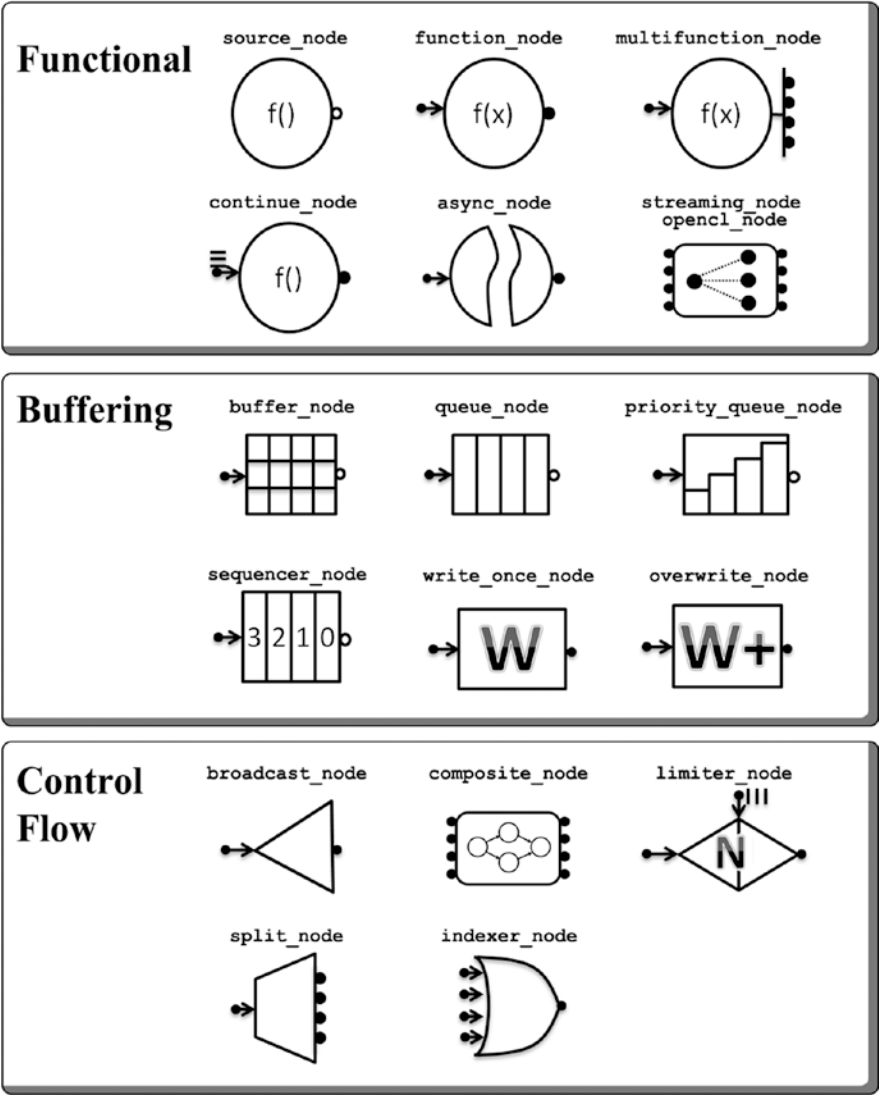 Functional
source_node
function_node
multifunction_node
f()
f(x)
f(x)
continue_node
async_node
streaming_node
opencl_node
f()
Buffering
buffer_node
queue_node
priority_queue_node
sequencer_node
write_once_node
overwrite_node
3 2 1 0
W
W+
Control
Flow
broadcast_node
composite_node
limiter_node
N
split_node
indexer_node